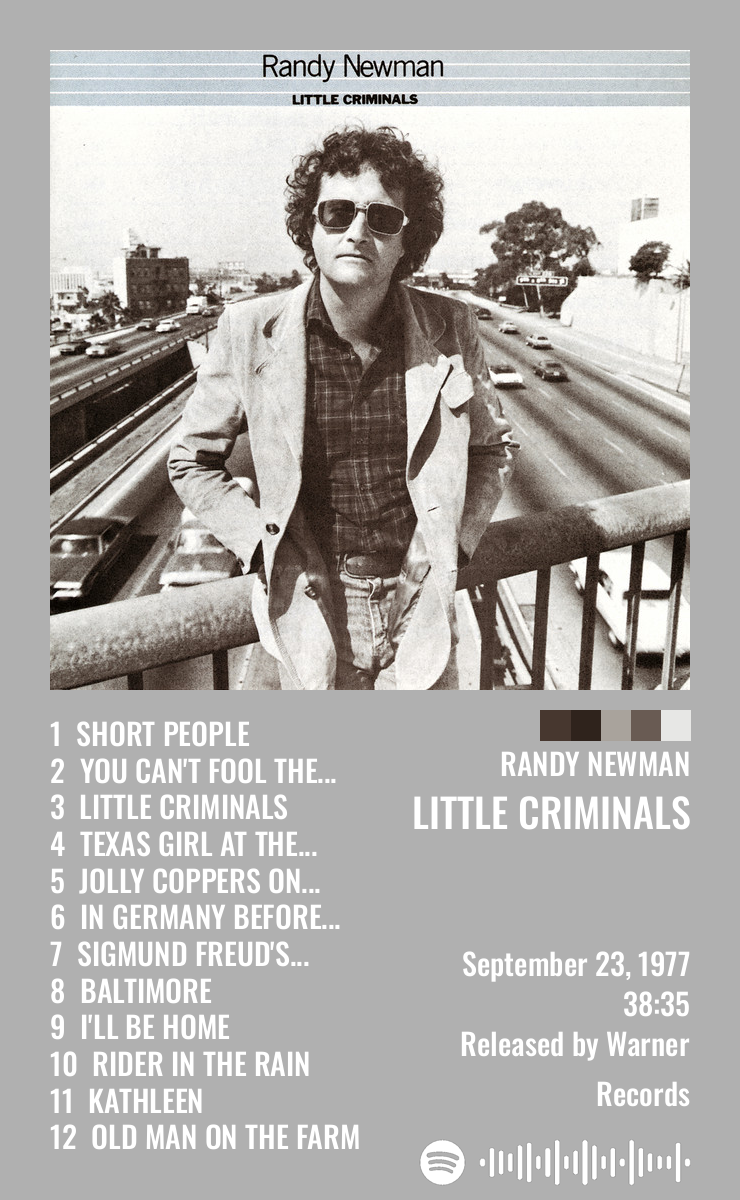 Randy Newman
LITTLE CRIMINALS
1 SHORT PEOPLE
2 YOU CAN'T FOOL THE...
3 LITTLE CRIMINALS
4 TEXAS GIRL AT THE...
5 JOLLY COPPERS ON...
6 IN GERMANY BEFORE...
7 SIGMUND FREUD'S...
8 BALTIMORE
9 I'LL BE HOME
10 RIDER IN THE RAIN
11 KATHLEEN
12 OLD MAN ON THE FARM
RANDY NEWMAN
LITTLE CRIMINALS
September 23, 1977
38:35
Released by Warner
Records